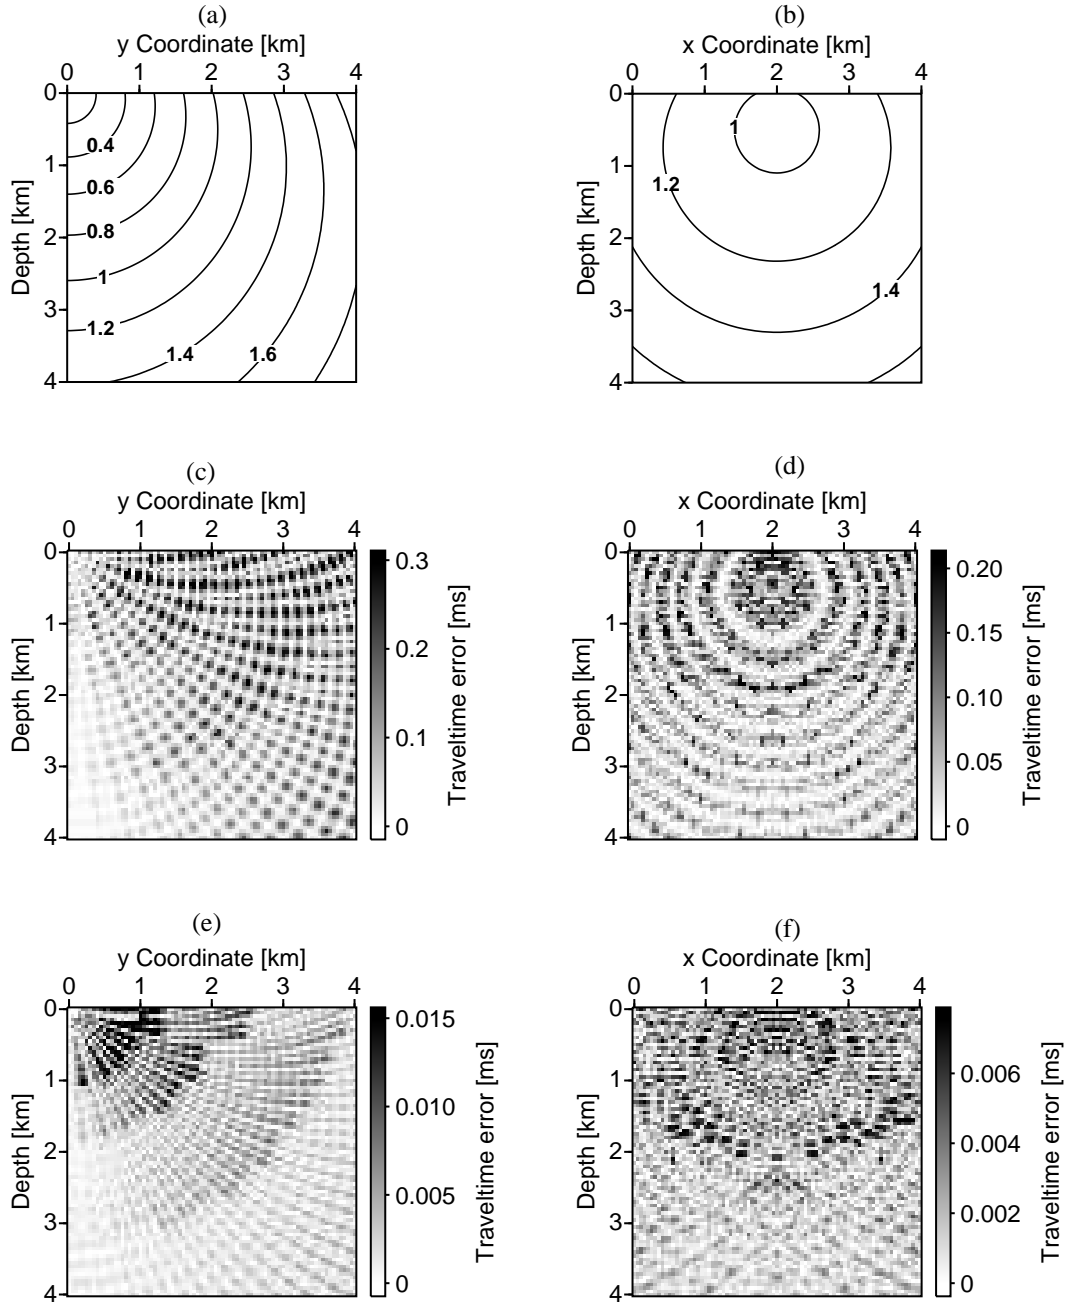 (a)
y Coordinate [km]
0 1 2 3 4
Depth [km]
0
1
2
3
4
0.4
0.6
0.8
1
1.2
1.4
1.6
(b)
x Coordinate [km]
0 1 2 3 4
Depth [km]
0
1
2
3
4
1
1.2
1.4
(c)
y Coordinate [km]
0 1 2 3 4
Depth [km]
0
1
2
3
4
0.3
0.2
0.1
0
Traveltime error [ms]
(d)
x Coordinate [km]
0 1 2 3 4
Depth [km]
0
1
2
3
4
0.20
0.15
0.10
0.05
0
Traveltime error [ms]
(e)
y Coordinate [km]
0 1 2 3 4
Depth [km]
0
1
2
3
4
0.015
0.010
0.005
0
Traveltime error [ms]
(f)
x Coordinate [km]
0 1 2 3 4
Depth [km]
0
1
2
3
4
0.006
0.004
0.002
0
Traveltime error [ms]